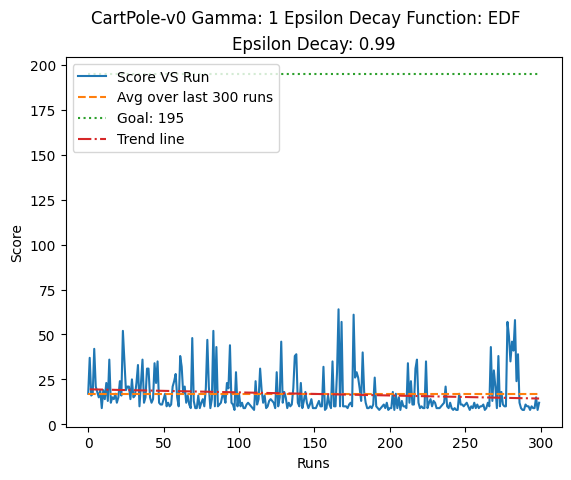 CartPole-v0 Gamma: 1 Epsilon Decay Function: EDF
Epsilon Decay: 0.99
Score VS Run
Avg over last 300 runs
Goal: 195
Trend line
200
175
150
125
100
75
50
25
0
Score
0
50
100
150
200
250
300
Runs